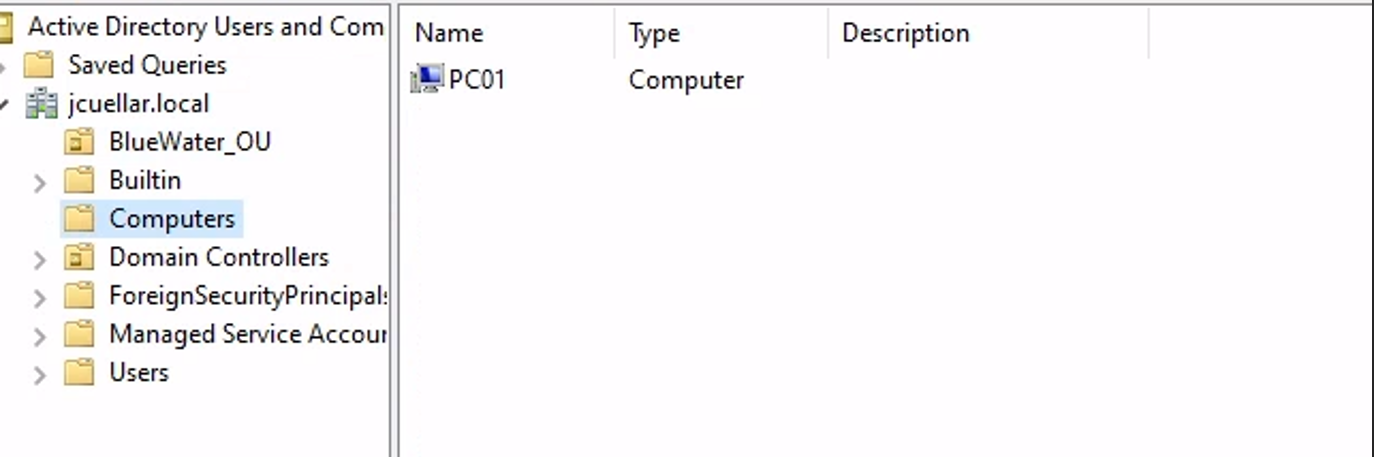 Active Directory Users and Com
Saved Queries
jcuellar.local
BlueWater_OU
Builtin
Computers
Domain Controllers
ForeignSecurityPrincipals
Managed Service Accour
Users
Name Type Description
PC01 Computer